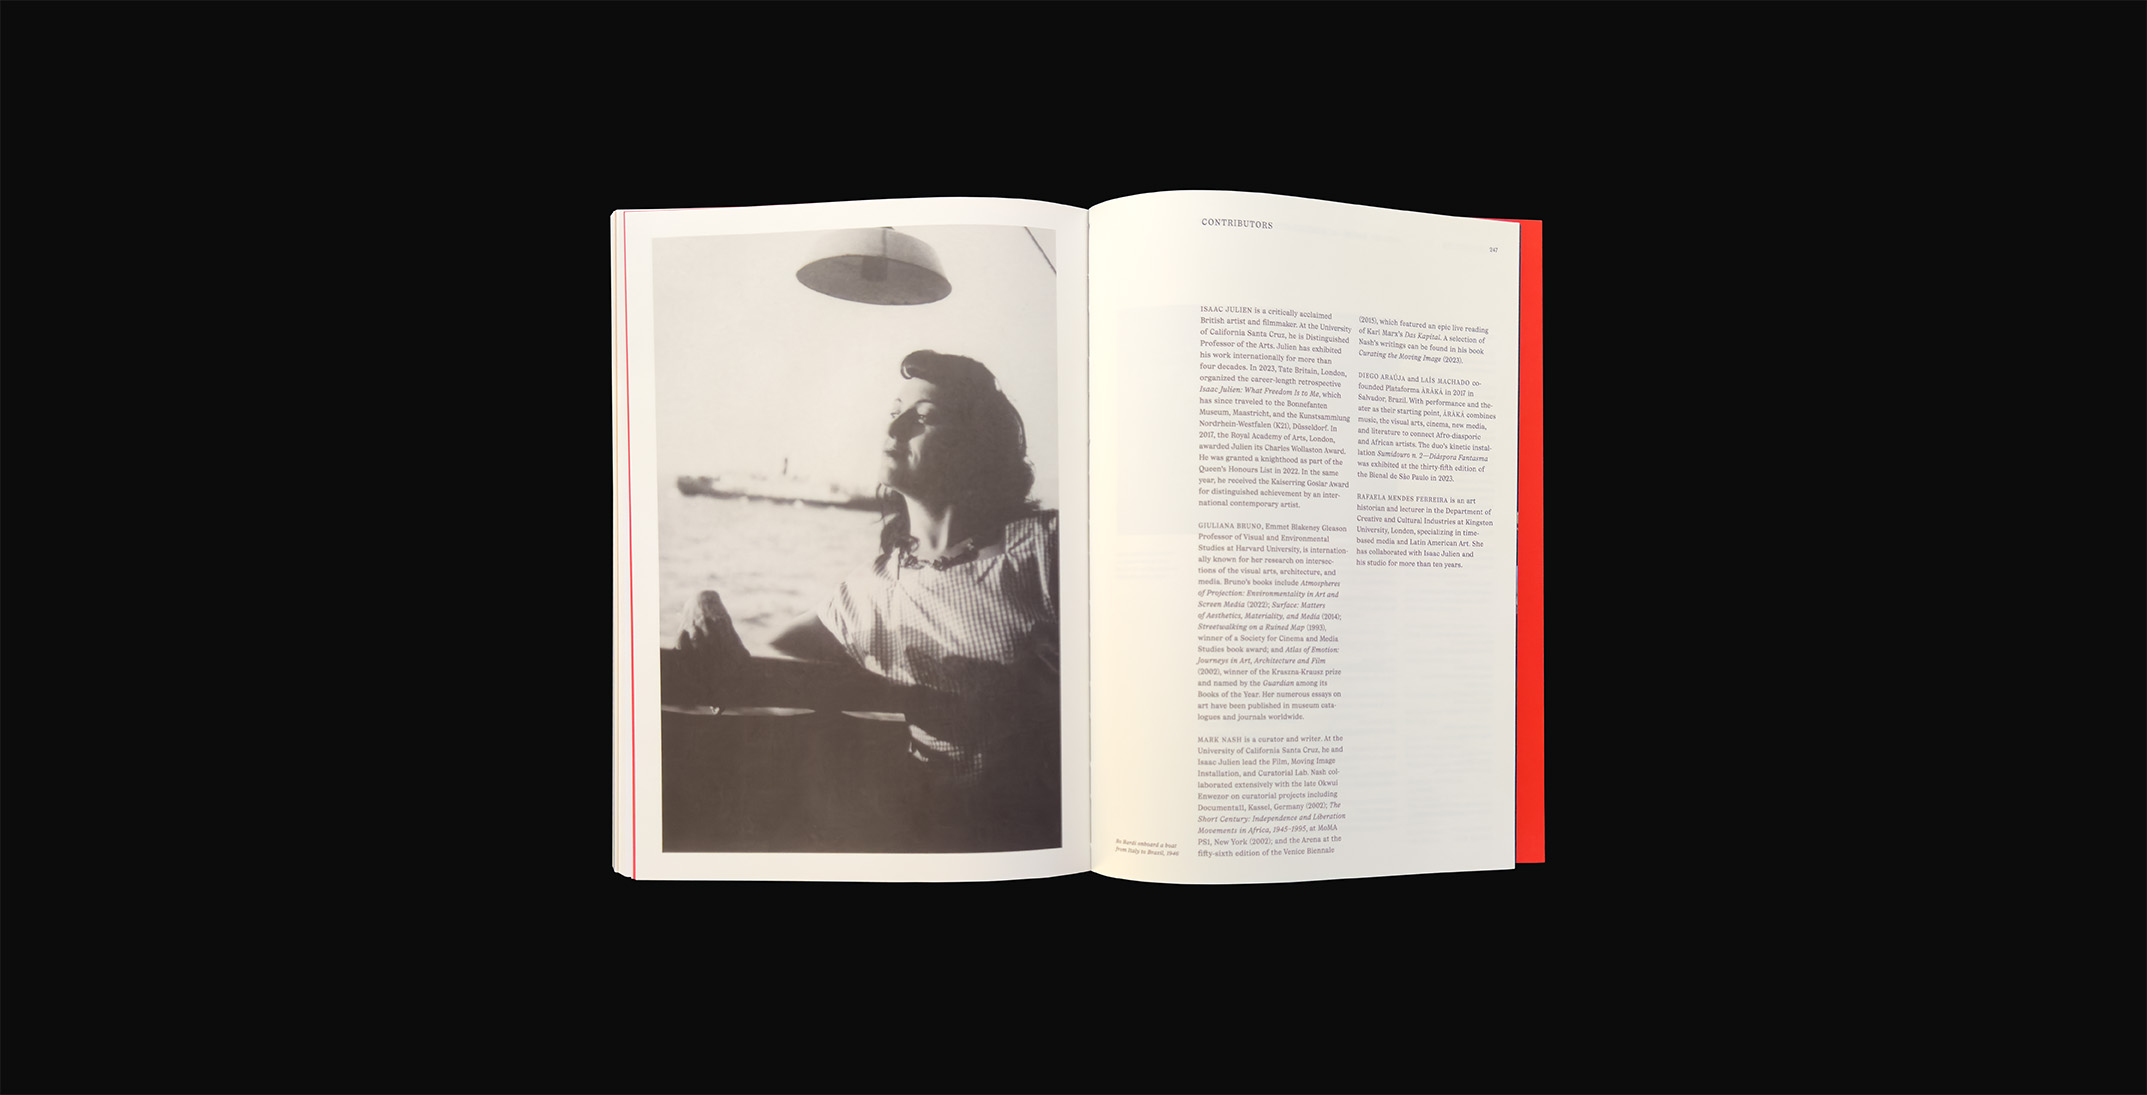 CONTRIBUTORS
247
ISAAC JULIEN is a critically acclaimed
British artist and filmmaker. At the University
of California Santa Cruz, he is Distinguished
Professor of the Arts. Julien has exhibited
his work internationally for more than
four decades. In 2023, Tate Britain, London,
organized the career-length retrospective
Isaac Julien: What Freedom Is to Me, which
has since traveled to the Bonnefanten
Museum, Maastricht, and the Kunstsammlung
Nordrhein-Westfalen (K21), Düsseldorf. In
2017, the Royal Academy of Arts, London,
awarded Julien its Charles Wollaston Award.
He was granted a knighthood as part of the
Queen's Honours List in 2022. In the same
year, he received the Kaiserring Goslar Award
for distinguished achievement by an inter-
national contemporary artist.
GIULIANA BRUNO, Emmet Blakeney Gleason
Professor of Visual and Environmental
Studies at Harvard University, is internation-
ally known for her research on intersec-
tions of the visual arts, architecture, and
media. Bruno's books include Atmospheres
of Projection: Environmentality in Art and
Screen Media (2022); Surface: Matters
of Aesthetics, Materiality, and Media (2014);
Streetwalking on a Ruined Map (1993),
winner of a Society for Cinema and Media
Studies book award; and Atlas of Emotion:
Journeys in Art, Architecture and Film
(2002), winner of the Kraszna-Krausz prize
and named by the Guardian among its
Books of the Year. Her numerous essays on
art have been published in museum cata-
logues and journals worldwide.
MARK NASH is a curator and writer. At the
University of California Santa Cruz, he and
Isaac Julien lead the Film, Moving Image
Installation, and Curatorial Lab. Nash col-
laborated extensively with the late Okwui
Enwezor on curatorial projects including
Documenta11, Kassel, Germany (2002); The
Short Century: Independence and Liberation
Movements in Africa, 1945–1995, at MoMA
PS1, New York (2002); and the Arena at the
fifty-sixth edition of the Venice Biennale
(2015), which featured an epic live reading
of Karl Marx's Das Kapital. A selection of
Nash's writings can be found in his book
Curating the Moving Image (2023).
DIEGO ARAÚJA and LAÍS MACHADO co-
founded Plataforma ÀRÀKÁ in 2017 in
Salvador, Brazil. With performance and the-
ater as their starting point, ÀRÀKÁ combines
music, the visual arts, cinema, new media,
and literature to connect Afro-diasporic
and African artists. The duo's kinetic instal-
lation Sumidouro n. 2—Diáspora Fantasma
was exhibited at the thirty-fifth edition of
the Bienal de São Paulo in 2023.
RAFAELA MENDES FERREIRA is an art
historian and lecturer in the Department of
Creative and Cultural Industries at Kingston
University, London, specializing in time-
based media and Latin American Art. She
has collaborated with Isaac Julien and
his studio for more than ten years.
Bo Bardi onboard a boat
from Italy to Brazil, 1946